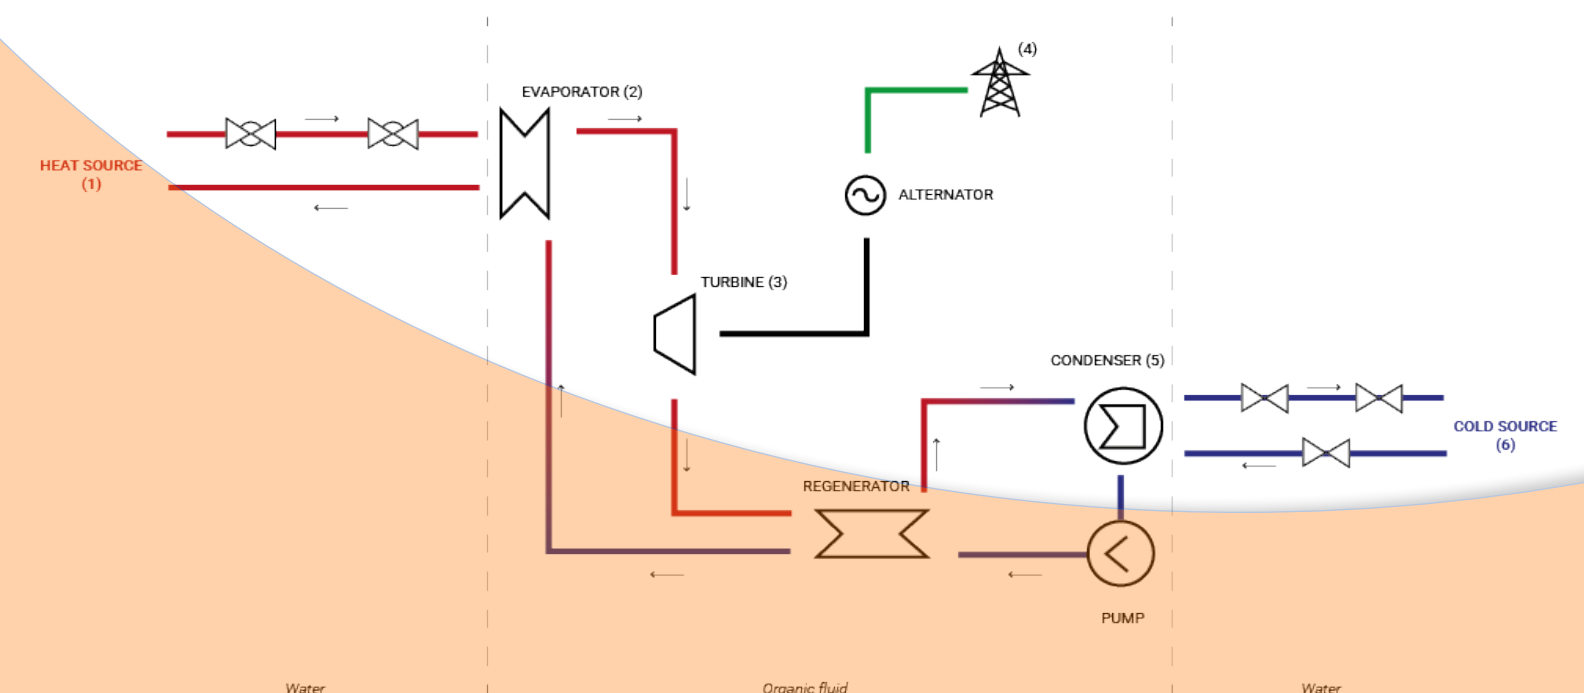 (4)
EVAPORATOR (2)
HEAT SOURCE
(1)
ALTERNATOR
TURBINE (3)
CONDENSER (5)
COLD SOURCE
(6)
REGENERATOR
PUMP
Water
Organic fluid
Water